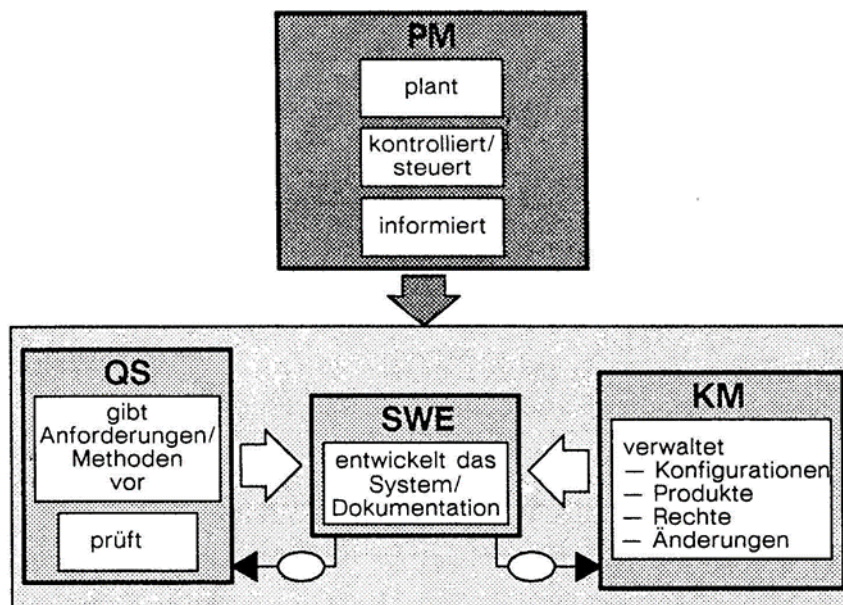 PM
plant
kontrolliert/
steuert
informiert
QS
gibt
Anforderungen/
Methoden
vor
prüft
SWE
entwickelt das
System/
Dokumentation
KM
verwaltet
— Konfigurationen
— Produkte
— Rechte
— Änderungen